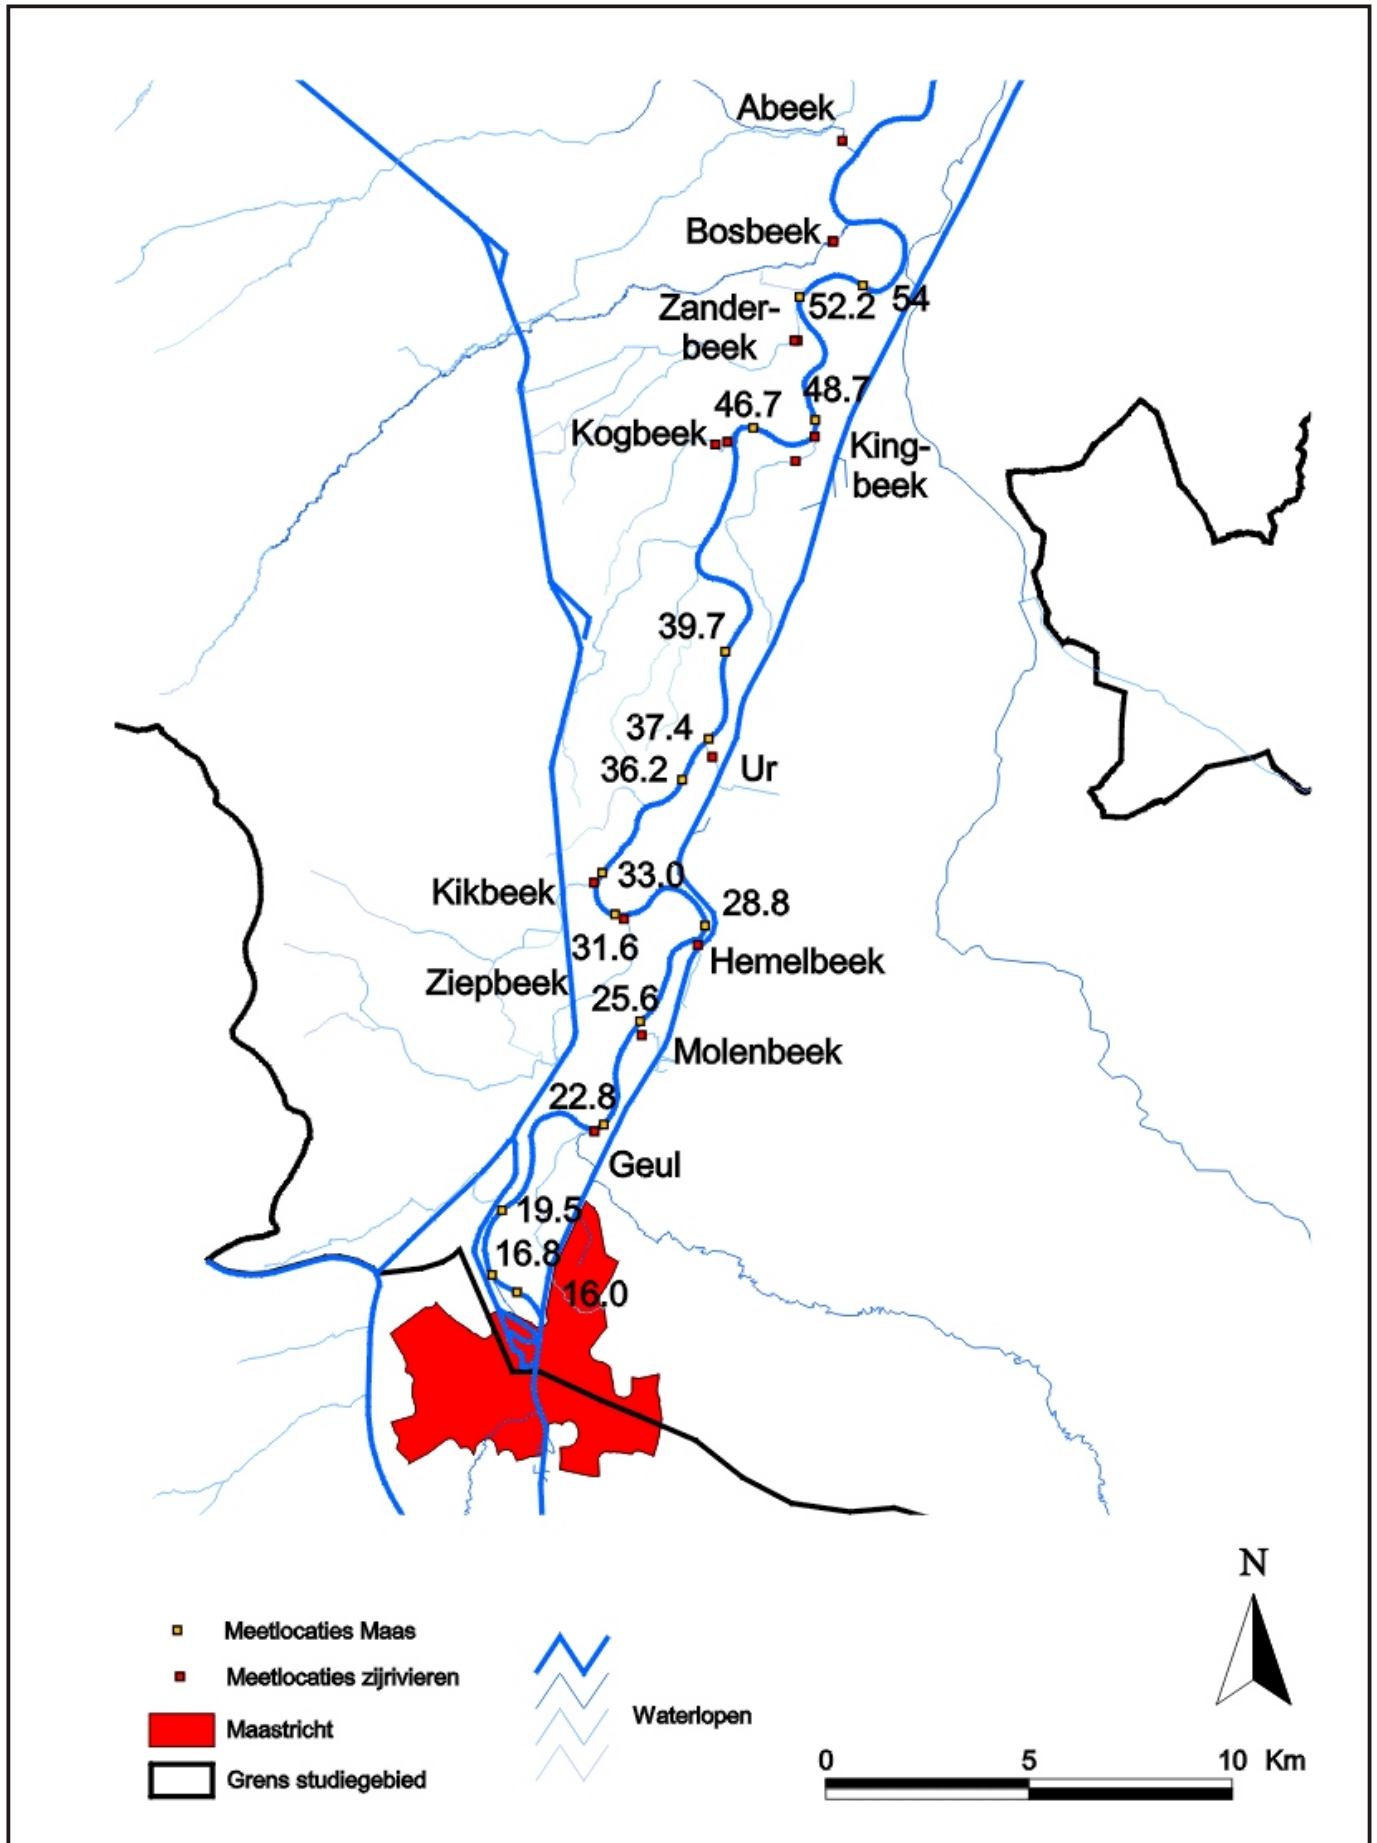 Abeek
Bosbeek
54
52.2
Zander-
beek
48.7
46.7
Kogbeek
King-
beek
39.7
37.4
Ur
36.2
33.0
Kikbeek
28.8
31.6
Hemelbeek
Ziepbeek
25.6
Molenbeek
22.8
Geul
19.5
16.8
16.0
N
Meetlocaties Maas
Meetlocaties zijrivieren
Waterlopen
Maastricht
Grens studiegebied
0 5 10 Km